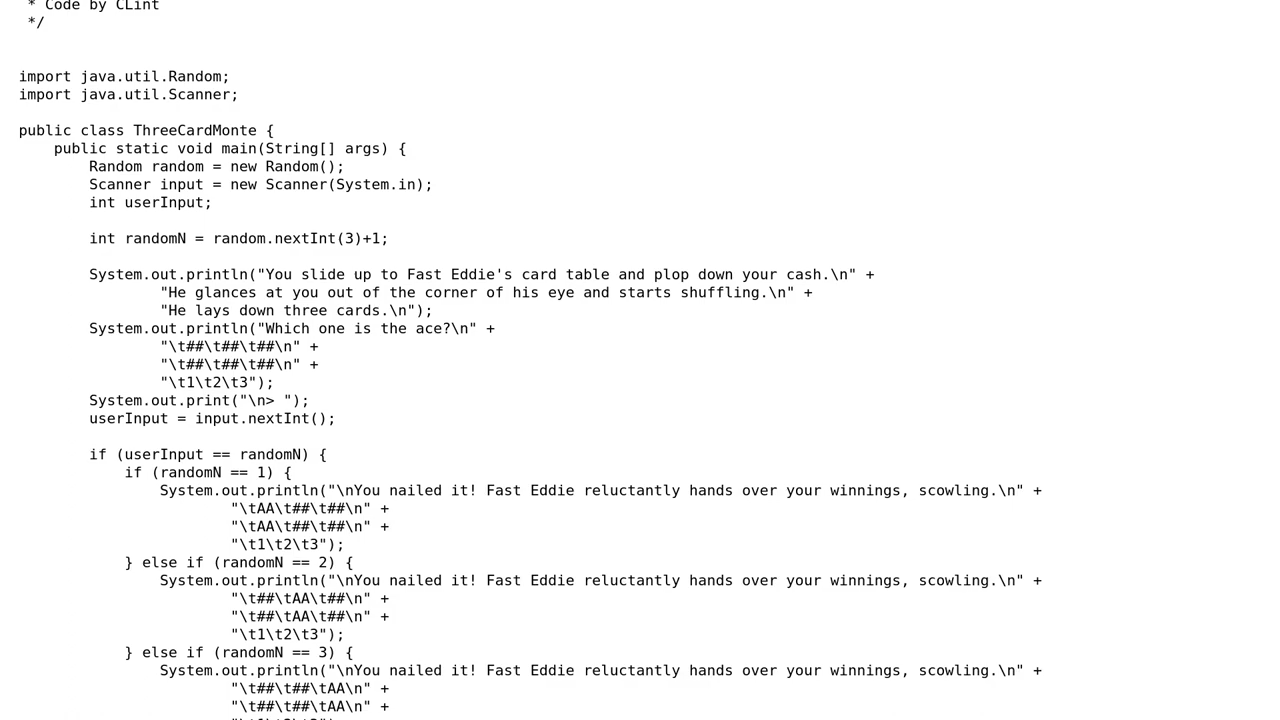 * Code by CLint
 */


import java.util.Random;
import java.util.Scanner;

public class ThreeCardMonte {
    public static void main(String[] args) {
        Random random = new Random();
        Scanner input = new Scanner(System.in);
        int userInput;

        int randomN = random.nextInt(3)+1;

        System.out.println("You slide up to Fast Eddie's card table and plop down your cash.\n" +
                "He glances at you out of the corner of his eye and starts shuffling.\n" +
                "He lays down three cards.\n");
        System.out.println("Which one is the ace?\n" +
                "\t##\t##\t##\n" +
                "\t##\t##\t##\n" +
                "\t1\t2\t3");
        System.out.print("\n> ");
        userInput = input.nextInt();

        if (userInput == randomN) {
            if (randomN == 1) {
                System.out.println("\nYou nailed it! Fast Eddie reluctantly hands over your winnings, scowling.\n" +
                        "\tAA\t##\t##\n" +
                        "\tAA\t##\t##\n" +
                        "\t1\t2\t3");
            } else if (randomN == 2) {
                System.out.println("\nYou nailed it! Fast Eddie reluctantly hands over your winnings, scowling.\n" +
                        "\t##\tAA\t##\n" +
                        "\t##\tAA\t##\n" +
                        "\t1\t2\t3");
            } else if (randomN == 3) {
                System.out.println("\nYou nailed it! Fast Eddie reluctantly hands over your winnings, scowling.\n" +
                        "\t##\t##\tAA\n" +
                        "\t##\t##\tAA\n" +